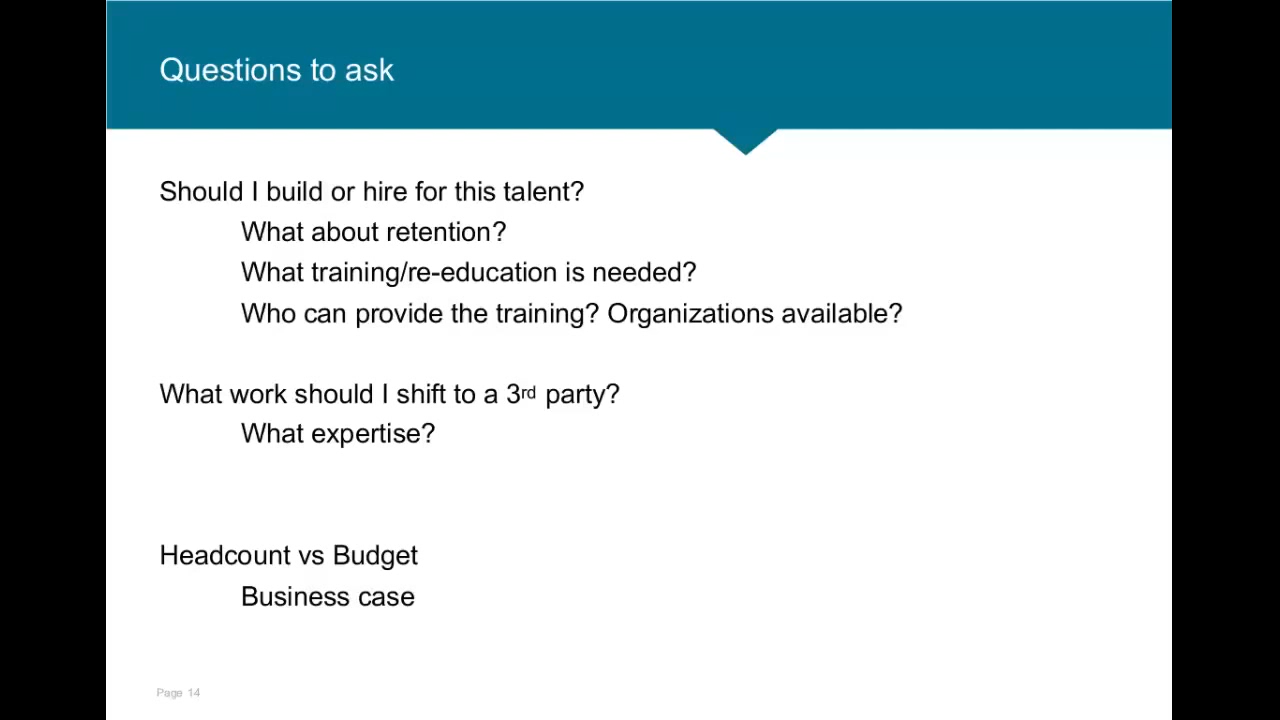 Questions to ask
Should I build or hire for this talent?
What about retention?
What training/re-education is needed?
Who can provide the training? Organizations available?
What work should I shift to a 3rd party?
What expertise?
Headcount vs Budget
Business case
Page 14